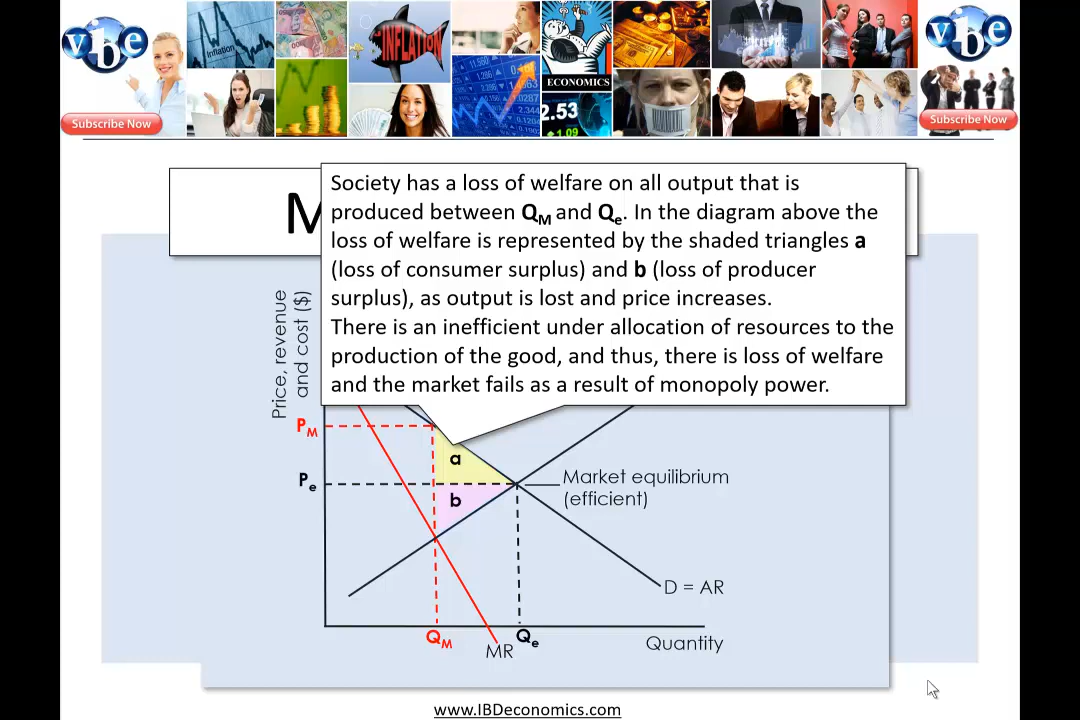 vbe
Subscribe Now
Inflation
INFLATION
ECONOMICS
2.53
1.09
vbe
Subscribe Now
M
Society has a loss of welfare on all output that is
produced between QM and Qe. In the diagram above the
loss of welfare is represented by the shaded triangles a
(loss of consumer surplus) and b (loss of producer
surplus), as output is lost and price increases.
There is an inefficient under allocation of resources to the
production of the good, and thus, there is loss of welfare
and the market fails as a result of monopoly power.
Price, revenue
and cost ($)
PM
a
Pe
Market equilibrium
(efficient)
b
D = AR
QM
Qe
MR
Quantity
www.IBDeconomics.com